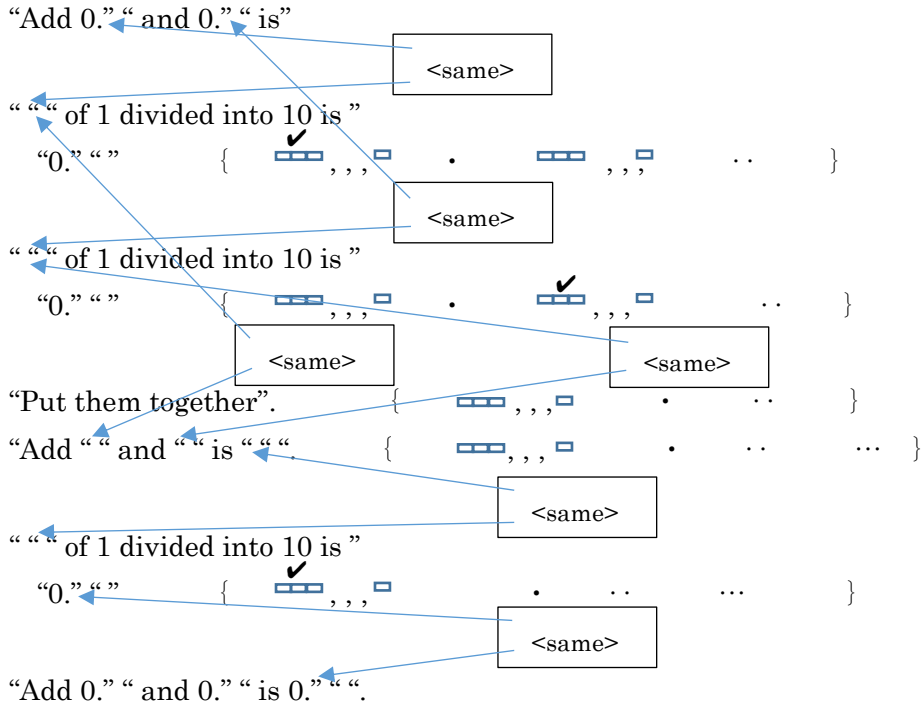 “Add 0.” “ and 0.” “ is”
<same>
“ “ “ of 1 divided into 10 is ”
“0.” “ ” { , , , · , , , · · }
<same>
“ “ “ of 1 divided into 10 is ”
“0.” “ ” { , , , · , , , · · }
<same> <same>
“Put them together”. { , , , · · · }
“Add “ “ and “ “ is “ “ “. { , , , · · · ··· }
<same>
“ “ “ of 1 divided into 10 is ”
“0.” “ ” { , , , · · · ··· }
<same>
“Add 0.” “ and 0.” “ is 0.” “ “.